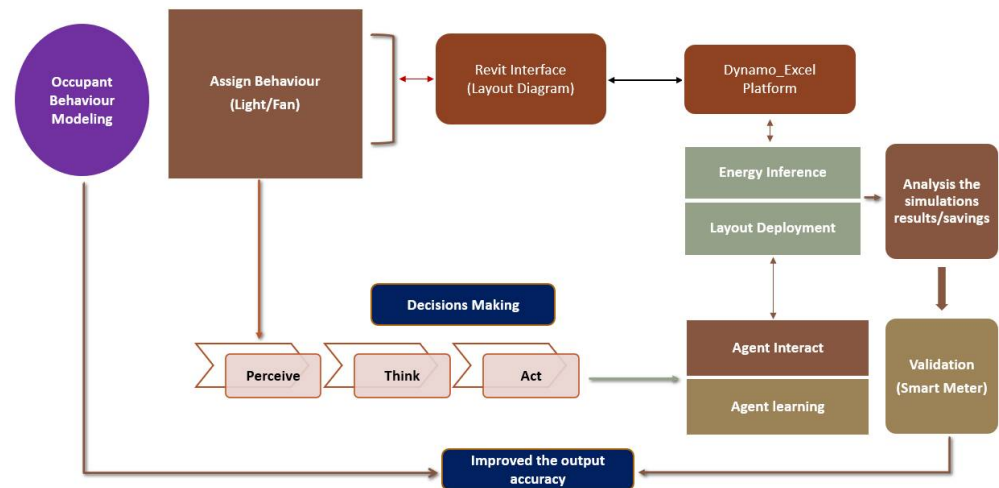 Occupant
Behaviour
Modeling
Assign Behaviour
(Light/Fan)
Revit Interface
(Layout Diagram)
Dynamo_Excel
Platform
Energy Inference
Layout Deployment
Analysis the
simulations
results/savings
Decisions Making
Perceive
Think
Act
Agent Interact
Agent learning
Validation
(Smart Meter)
Improved the output
accuracy